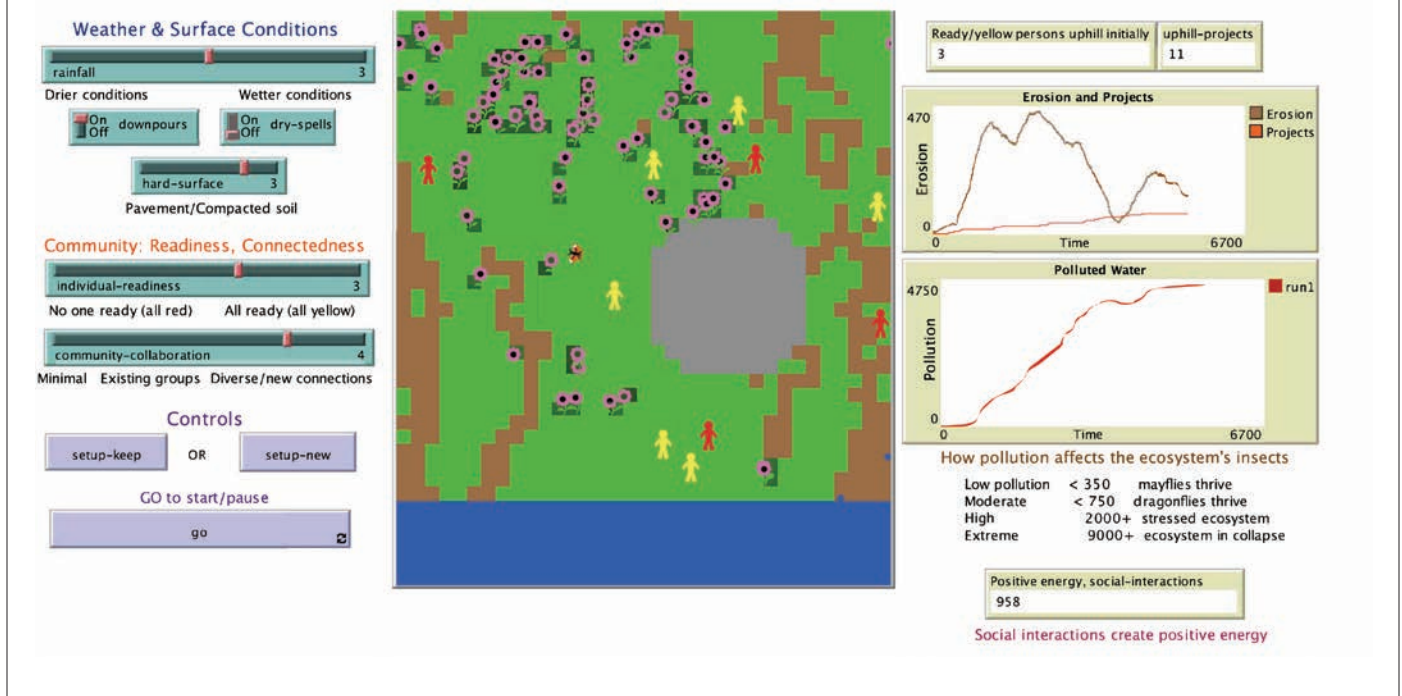 Weather & Surface Conditions
rainfall 3
Drier conditions Wetter conditions
On
Off downpours
On
Off dry-spells
hard-surface 3
Pavement/Compacted soil
Community: Readiness, Connectedness
individual-readiness 3
No one ready (all red) All ready (all yellow)
community-collaboration 4
Minimal Existing groups Diverse/new connections
Controls
setup-keep OR setup-new
GO to start/pause
go
Ready/yellow persons uphill initially
3
uphill-projects
11
Erosion and Projects
470
Erosion
0
0 Time 6700
Erosion
Projects
Polluted Water
4750
Pollution
0
0 Time 6700
run1
How pollution affects the ecosystem's insects
Low pollution < 350 mayflies thrive
Moderate < 750 dragonflies thrive
High 2000+ stressed ecosystem
Extreme 9000+ ecosystem in collapse
Positive energy, social-interactions
958
Social interactions create positive energy